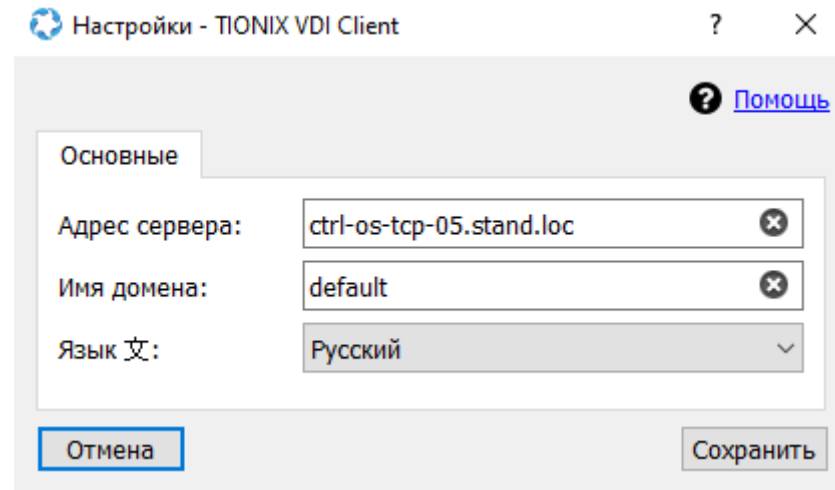 Настройки - TIONIX VDI Client ?
Помощь
Основные
Адрес сервера: ctrl-os-tcp-05.stand.loc
Имя домена: default
Язык 文: Русский
Отмена Сохранить